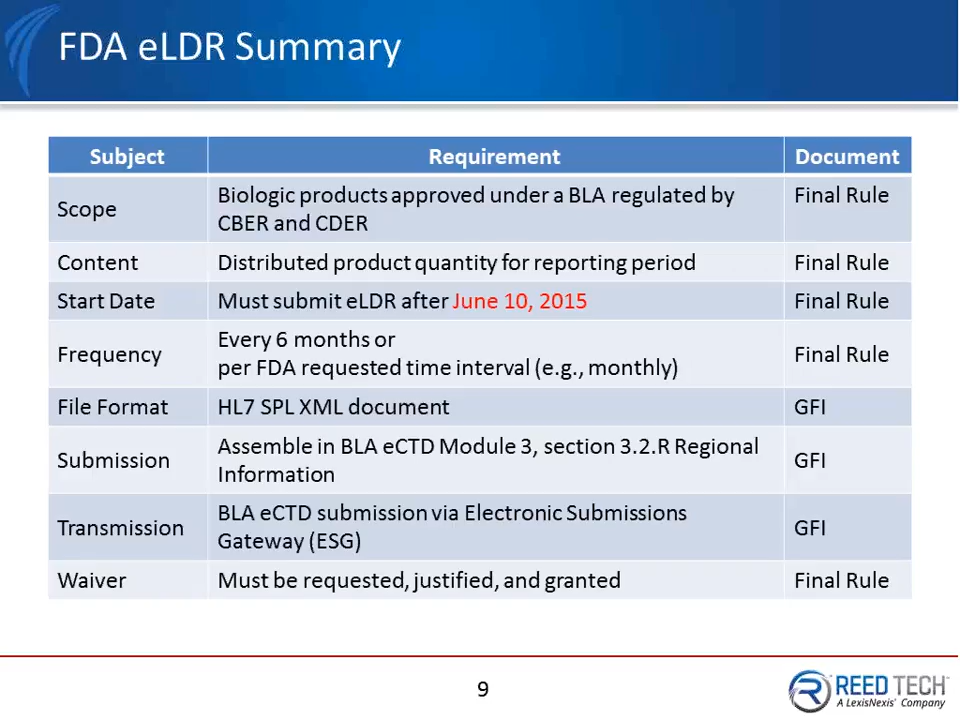 FDA eLDR Summary
Subject Requirement Document
Scope Biologic products approved under a BLA regulated by CBER and CDER Final Rule
Content Distributed product quantity for reporting period Final Rule
Start Date Must submit eLDR after June 10, 2015 Final Rule
Frequency Every 6 months or
per FDA requested time interval (e.g., monthly) Final Rule
File Format HL7 SPL XML document GFI
Submission Assemble in BLA eCTD Module 3, section 3.2.R Regional Information GFI
Transmission BLA eCTD submission via Electronic Submissions Gateway (ESG) GFI
Waiver Must be requested, justified, and granted Final Rule
9
REED TECH™
A LexisNexis® Company